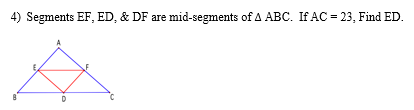 4) Segments EF, ED, & DF are mid-segments of Δ ABC. If AC = 23, Find ED.
A
E F
B D C